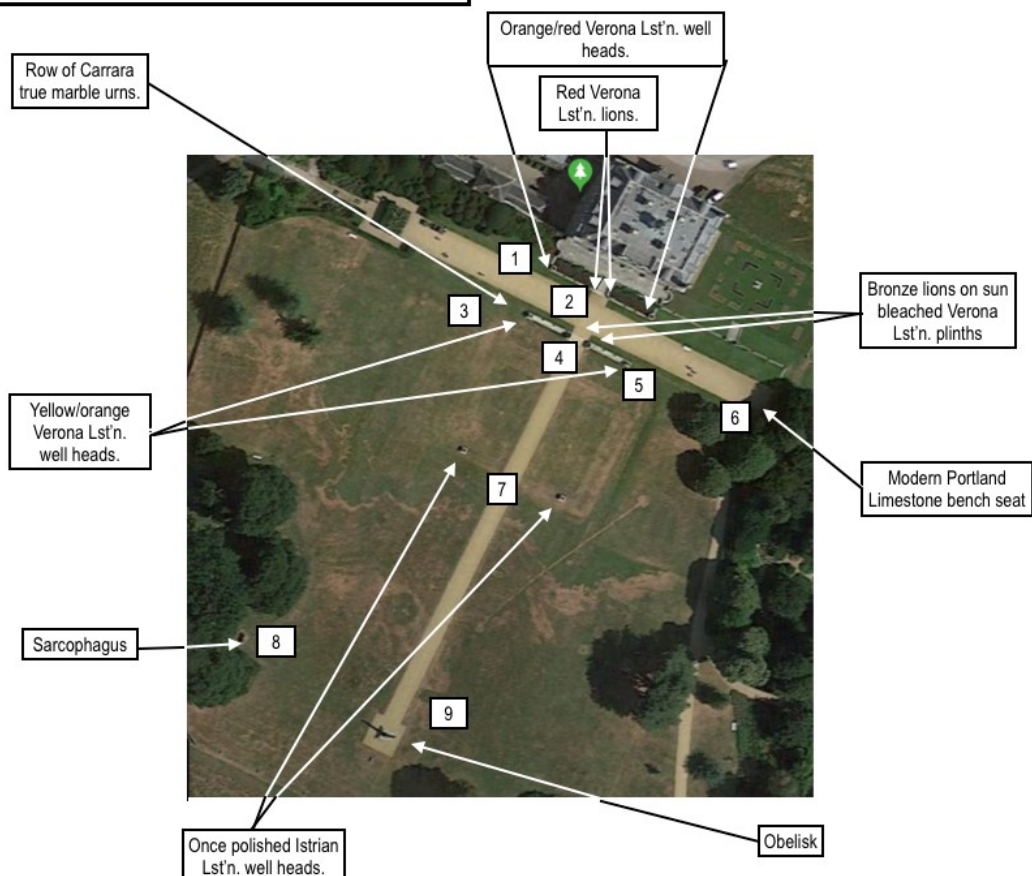 Orange/red Verona Lst'n. well
heads.
Row of Carrara
true marble urns.
Red Verona
Lst'n. lions.
1
2
3
Bronze lions on sun
bleached Verona
Lst'n. plinths
4
5
Yellow/orange
Verona Lst'n.
well heads.
6
Modern Portland
Limestone bench seat
7
Sarcophagus
8
9
Once polished Istrian
Lst'n. well heads.
Obelisk